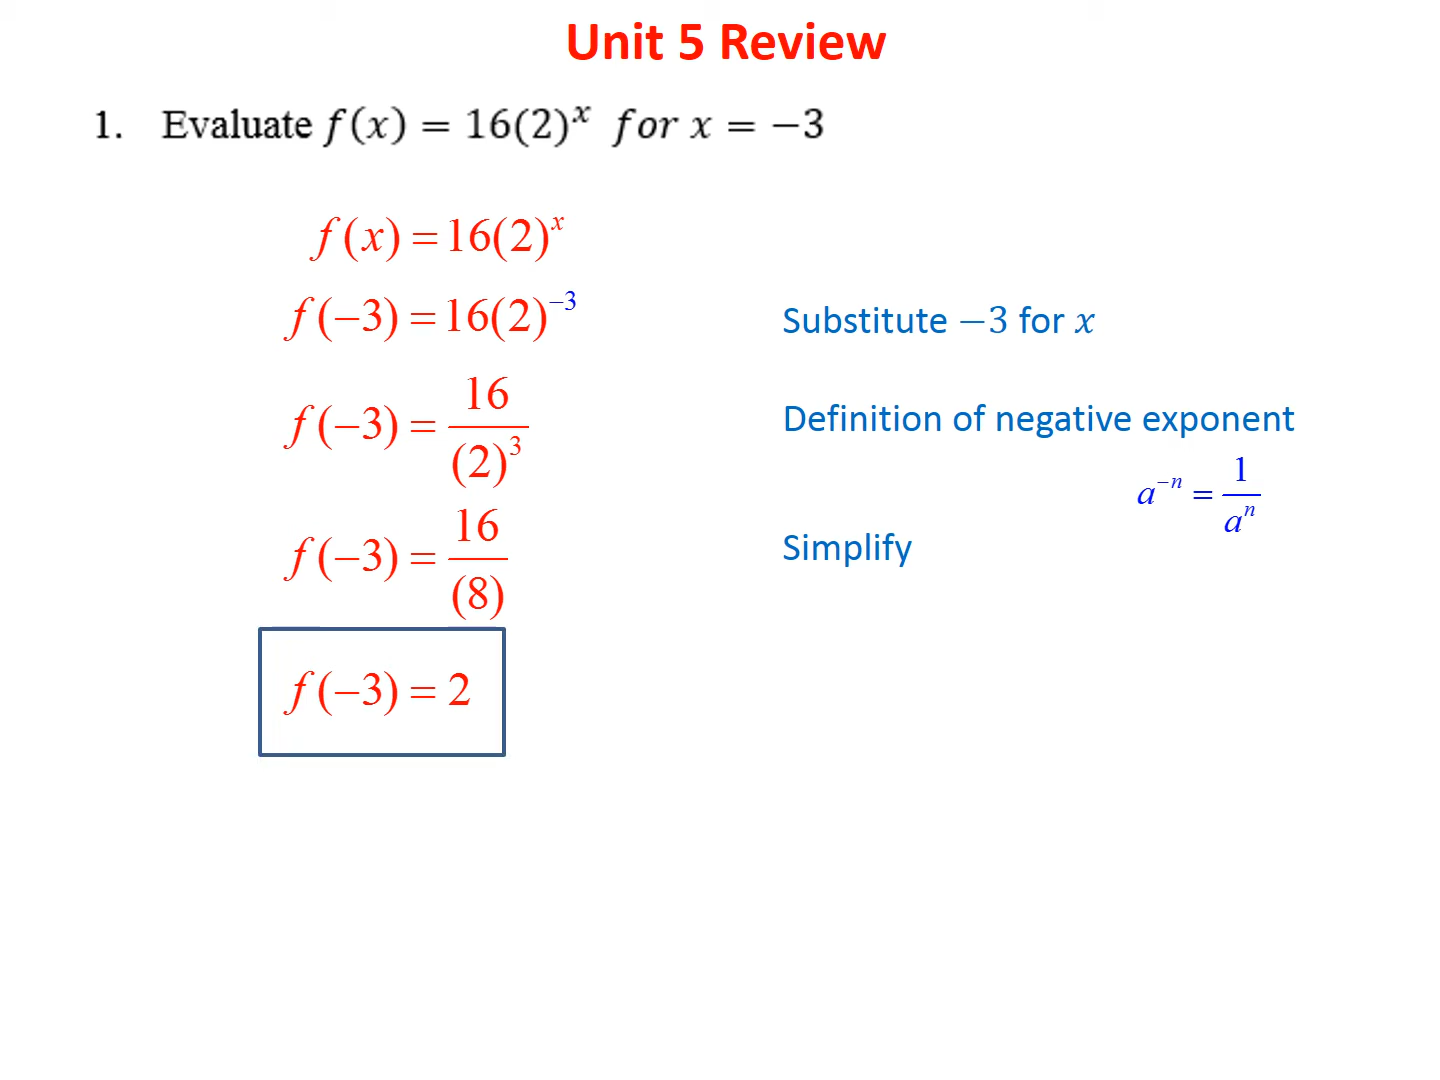 Unit 5 Review
1. Evaluate f(x) = 16(2)^x for x = −3
f(x) = 16(2)^x
f(−3) = 16(2)^−3
Substitute −3 for x
f(−3) = 16/(2)^3
Definition of negative exponent
a^−n = 1/a^n
f(−3) = 16/(8)
Simplify
f(−3) = 2